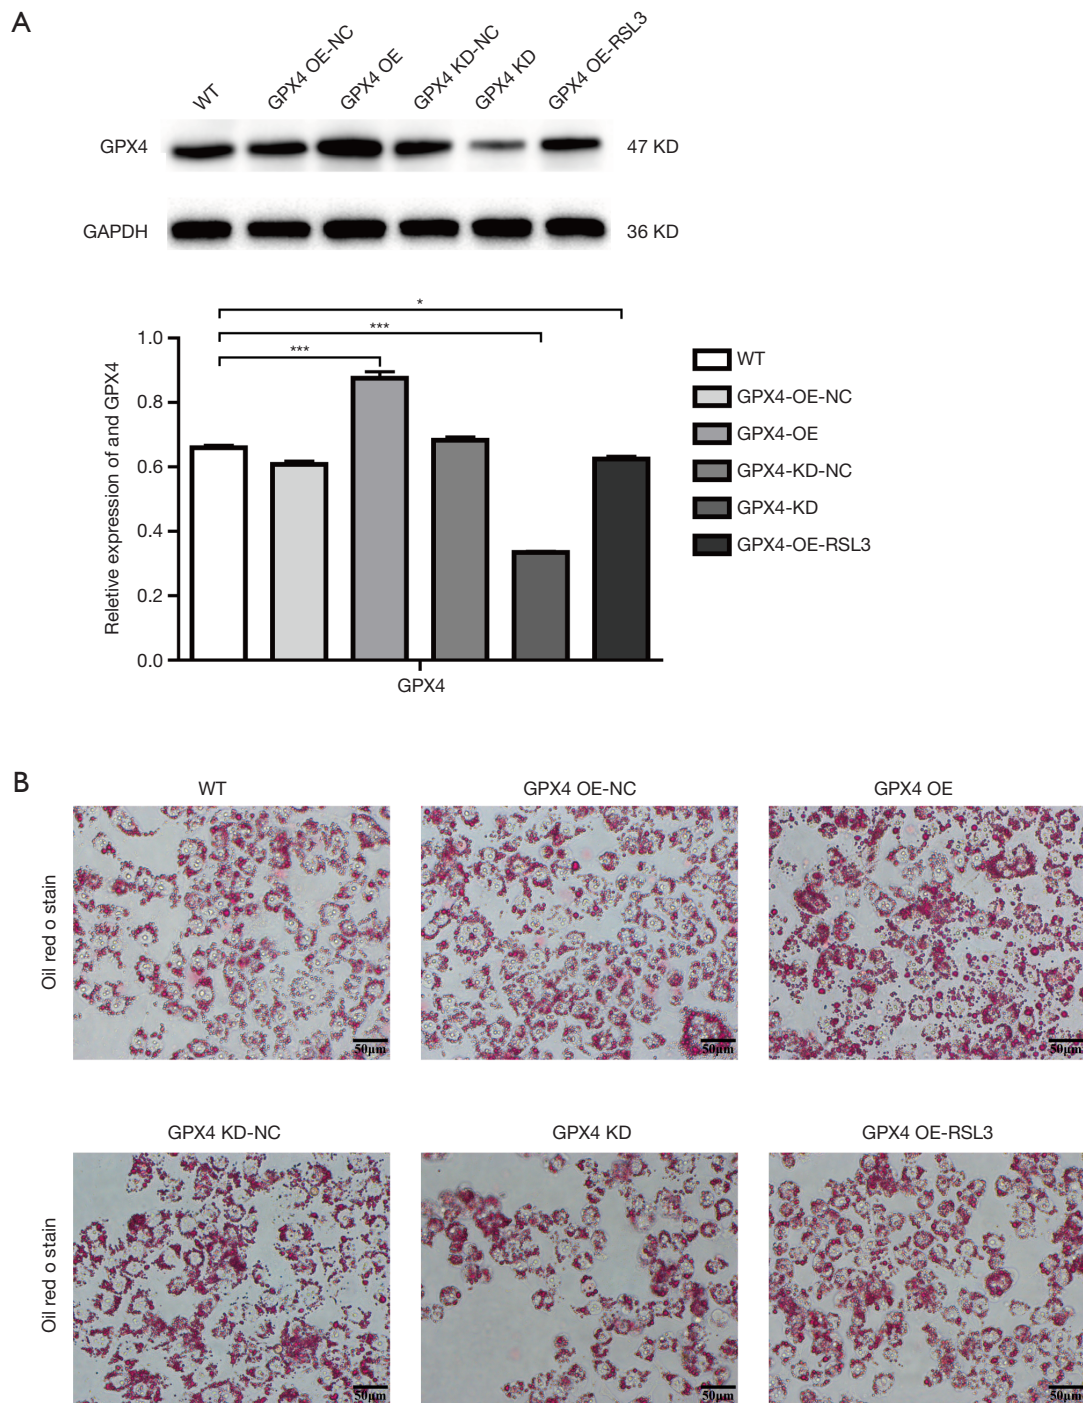 A
WT
GPX4 OE-NC
GPX4 OE
GPX4 KD-NC
GPX4 KD
GPX4 OE-RSL3
GPX4
47 KD
GAPDH
36 KD
*
***
***
Reletive expression of and GPX4
1.0
0.8
0.6
0.4
0.2
0.0
GPX4
WT
GPX4-OE-NC
GPX4-OE
GPX4-KD-NC
GPX4-KD
GPX4-OE-RSL3
B
WT
GPX4 OE-NC
GPX4 OE
Oil red o stain
50μm
50μm
50μm
GPX4 KD-NC
GPX4 KD
GPX4 OE-RSL3
Oil red o stain
50μm
50μm
50μm